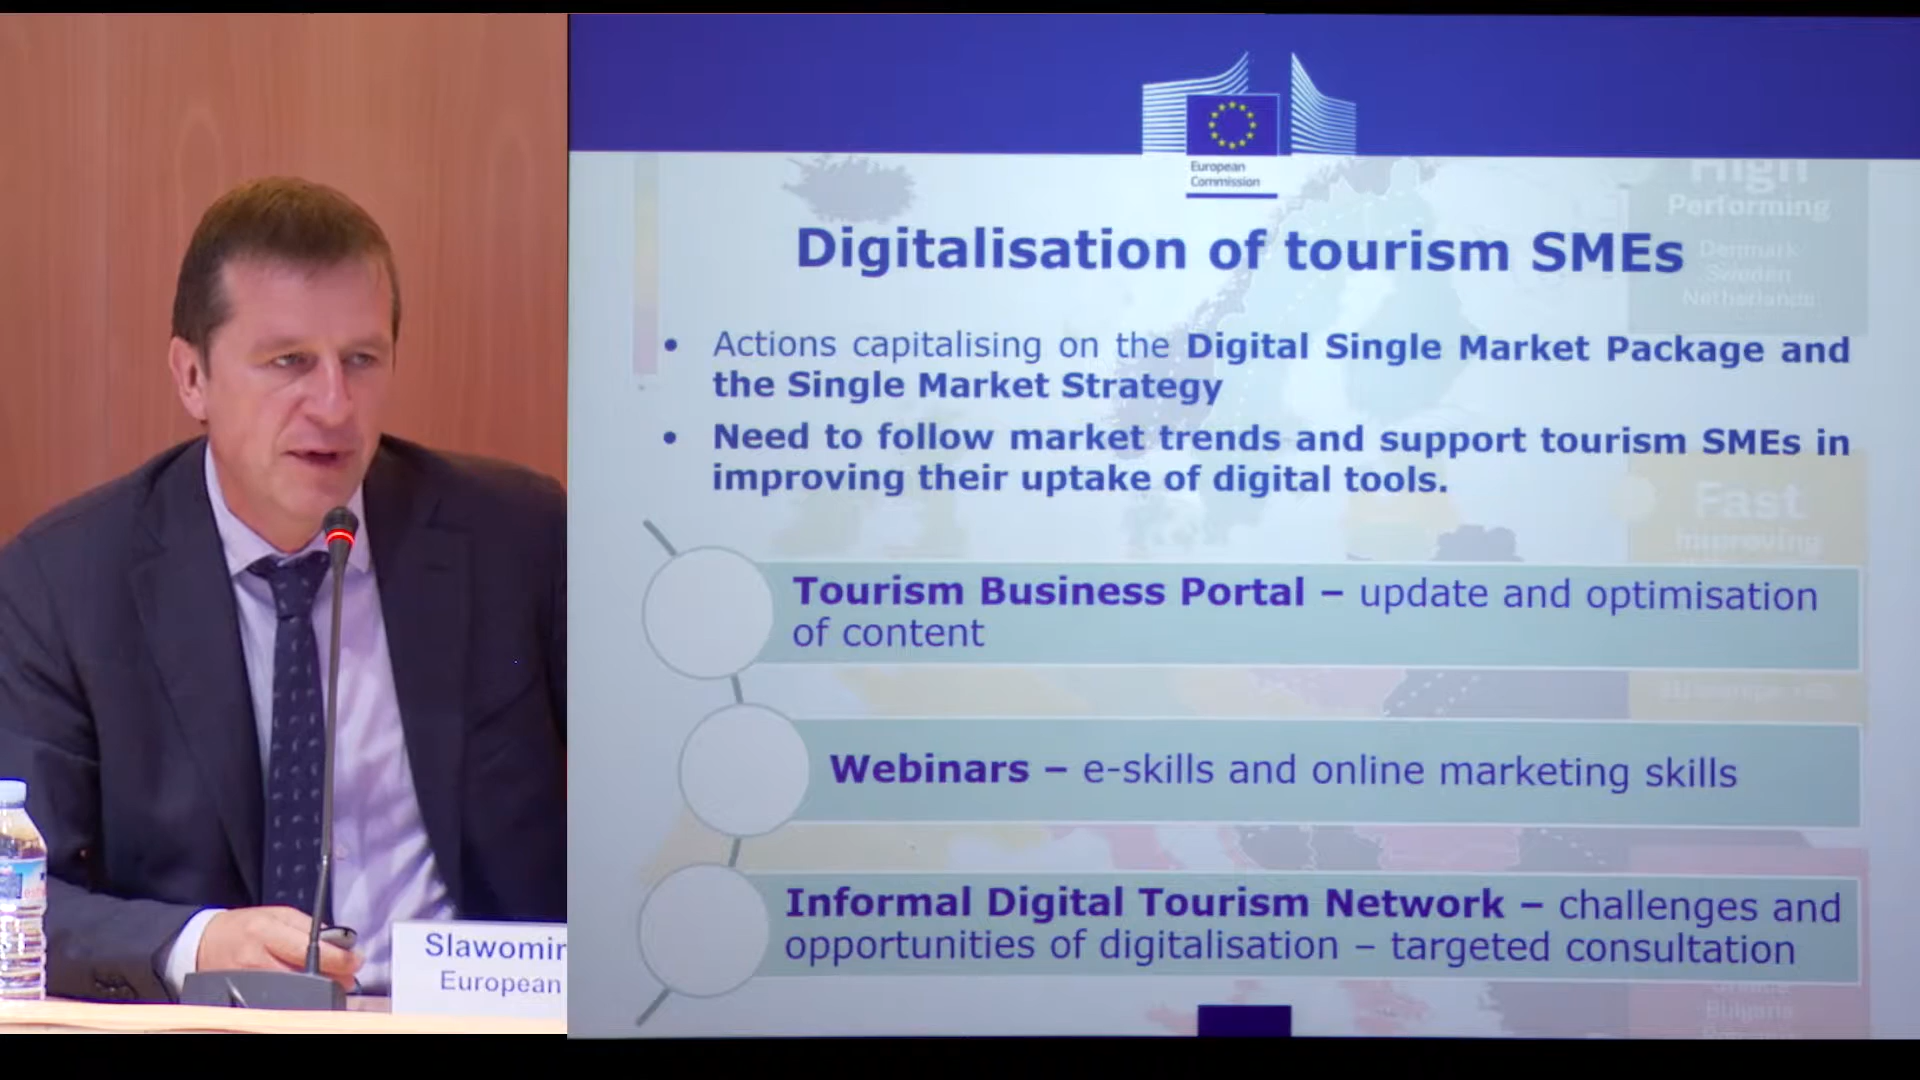 European
Commission
High
Performing
Denmark
Sweden
Netherlands
Digitalisation of tourism SMEs
• Actions capitalising on the Digital Single Market Package and
the Single Market Strategy
• Need to follow market trends and support tourism SMEs in
improving their uptake of digital tools.
Fast
Improving
Tourism Business Portal – update and optimisation
of content
Webinars – e-skills and online marketing skills
Informal Digital Tourism Network – challenges and
opportunities of digitalisation – targeted consultation
Bulgaria
Slawomir
European